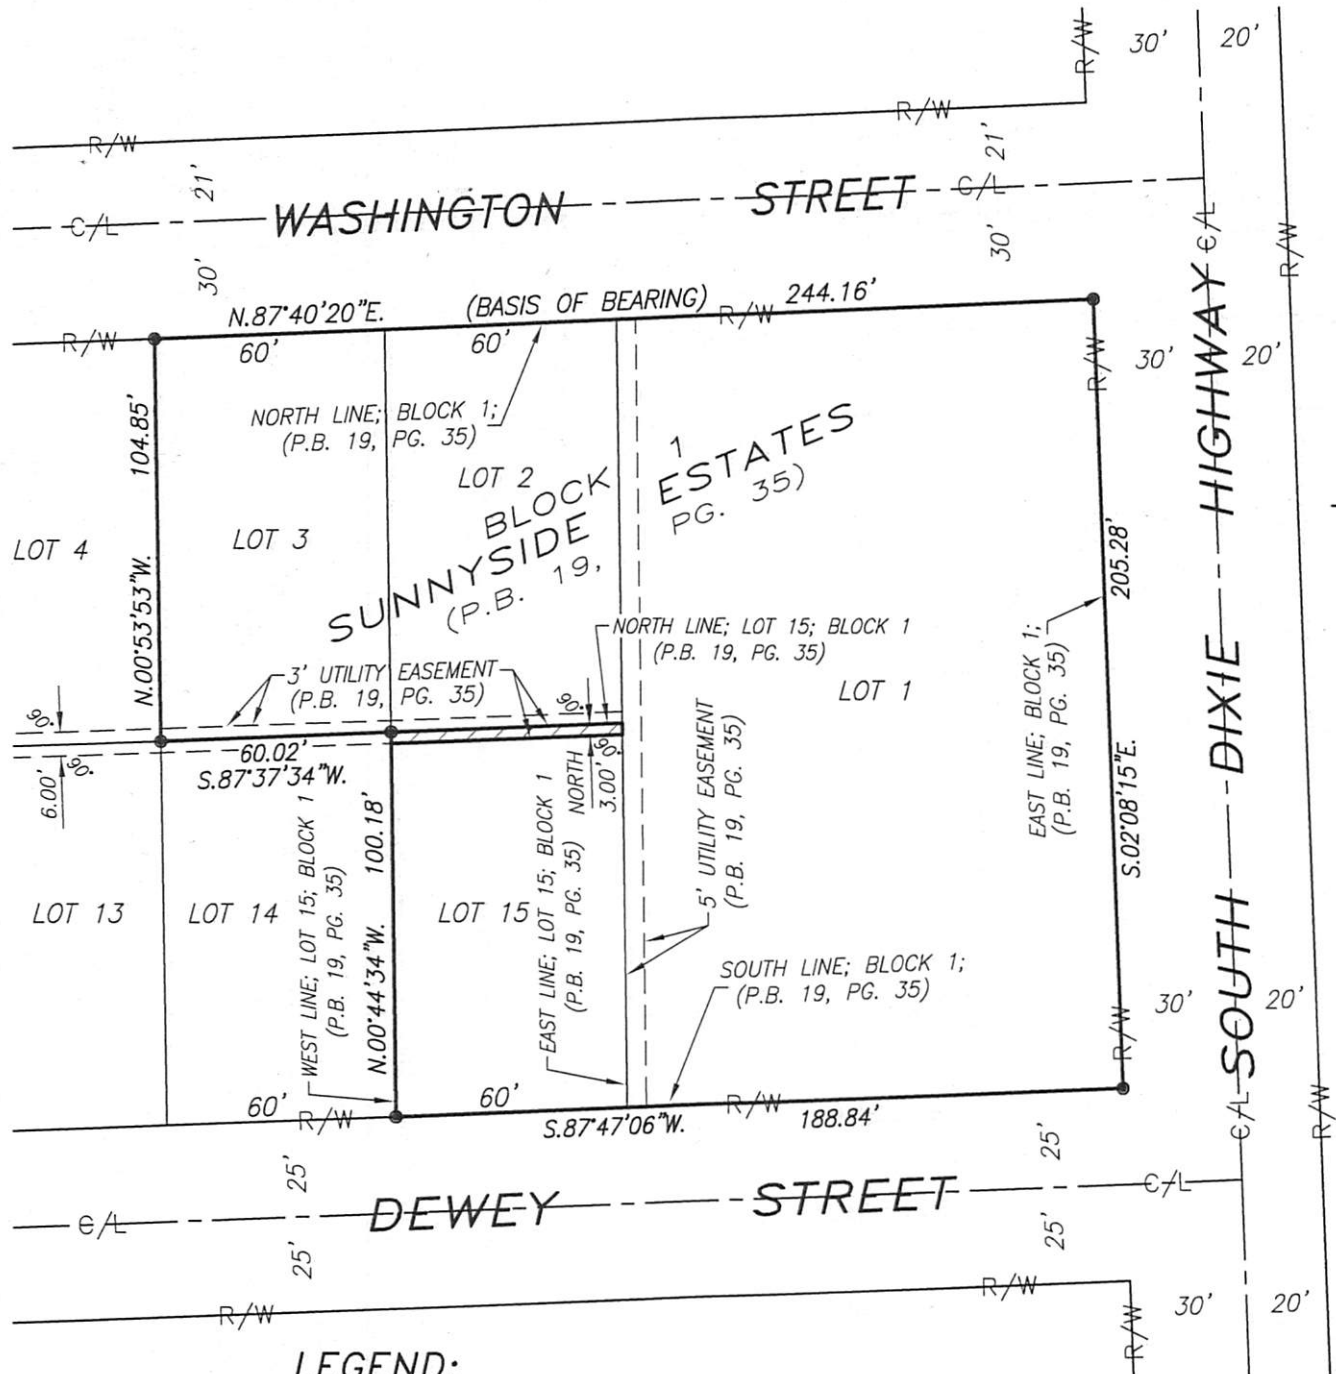 R/W
30'
20'
R/W
R/W
21'
21'
C/L
WASHINGTON STREET
C/L
30'
30'
C/L
R/W
N.87°40'20"E.
(BASIS OF BEARING)
R/W
244.16'
R/W
60'
60'
R/W
30'
20'
NORTH LINE; BLOCK 1;
(P.B. 19, PG. 35)
104.85'
N.00°53'53"W.
LOT 4
LOT 3
LOT 2
BLOCK 1
SUNNYSIDE ESTATES
(P.B. 19, PG. 35)
205.28'
S.02°08'15"E.
EAST LINE; BLOCK 1;
(P.B. 19, PG. 35)
NORTH LINE; LOT 15; BLOCK 1
(P.B. 19, PG. 35)
3' UTILITY EASEMENT
(P.B. 19, PG. 35)
LOT 1
90°
90°
90°
90°
6.00'
60.02'
S.87°37'34"W.
NORTH
3.00'
5' UTILITY EASEMENT
(P.B. 19, PG. 35)
100.18'
N.00°44'34"W.
WEST LINE; LOT 15; BLOCK 1
(P.B. 19, PG. 35)
EAST LINE; LOT 15; BLOCK 1
(P.B. 19, PG. 35)
LOT 13
LOT 14
LOT 15
SOUTH LINE; BLOCK 1;
(P.B. 19, PG. 35)
SOUTH DIXIE HIGHWAY
30'
20'
R/W
60'
R/W
60'
S.87°47'06"W.
R/W
188.84'
C/L
R/W
25'
25'
C/L
DEWEY STREET
C/L
25'
25'
R/W
R/W
30'
20'
R/W
LEGEND: